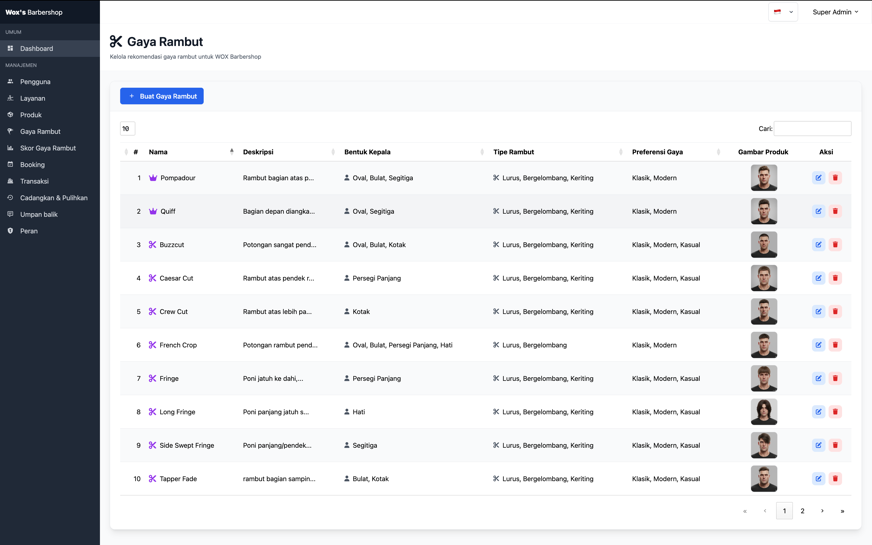 Wox's Barbershop
Super Admin
UMUM
Dashboard
MANAJEMEN
Pengguna
Layanan
Produk
Gaya Rambut
Skor Gaya Rambut
Booking
Transaksi
Cadangkan & Pulihkan
Umpan balik
Peran
Gaya Rambut
Kelola rekomendasi gaya rambut untuk WOX Barbershop
+ Buat Gaya Rambut
10
Cari:
# Nama Deskripsi Bentuk Kepala Tipe Rambut Preferensi Gaya Gambar Produk Aksi
1 Pompadour Rambut bagian atas p... Oval, Bulat, Segitiga Lurus, Bergelombang, Keriting Klasik, Modern
2 Quiff Bagian depan diangka... Oval, Segitiga Lurus, Bergelombang, Keriting Klasik, Modern
3 Buzzcut Potongan sangat pend... Oval, Bulat, Kotak Lurus, Bergelombang, Keriting Klasik, Modern, Kasual
4 Caesar Cut Rambut atas pendek r... Persegi Panjang Lurus, Bergelombang, Keriting Klasik, Modern, Kasual
5 Crew Cut Rambut atas lebih pa... Kotak Lurus, Bergelombang, Keriting Klasik, Modern, Kasual
6 French Crop Potongan rambut pend... Oval, Bulat, Persegi Panjang, Hati Lurus, Bergelombang Klasik, Modern
7 Fringe Poni jatuh ke dahi,... Persegi Panjang Lurus, Bergelombang, Keriting Klasik, Modern, Kasual
8 Long Fringe Poni panjang jatuh s... Hati Lurus, Bergelombang, Keriting Klasik, Modern, Kasual
9 Side Swept Fringe Poni panjang/pendek... Segitiga Lurus, Bergelombang, Keriting Klasik, Modern, Kasual
10 Tapper Fade rambut bagian sampin... Bulat, Kotak Lurus, Bergelombang, Keriting Klasik, Modern, Kasual
« ‹ 1 2 › »